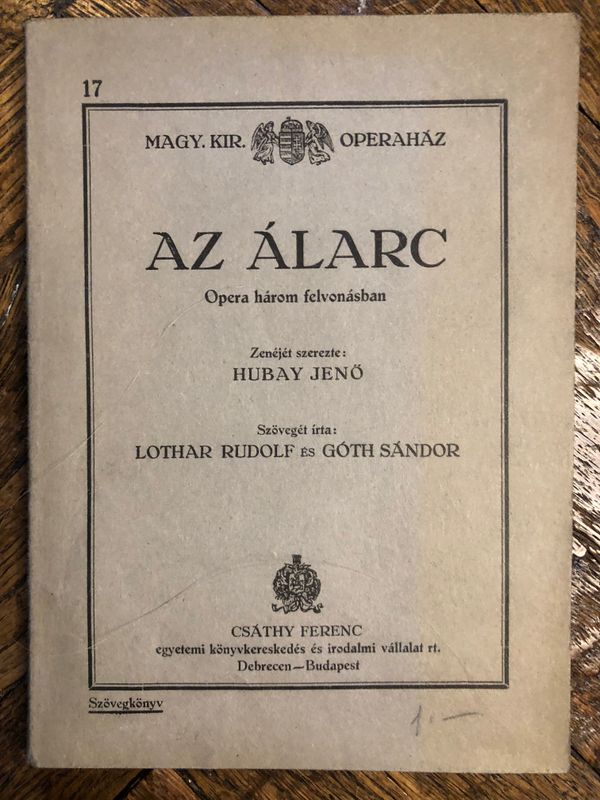 17
MAGY. KIR. OPERAHÁZ
AZ ÁLARC
Opera három felvonásban
Zenéjét szerezte:
HUBAY JENŐ
Szövegét írta:
LOTHAR RUDOLF ÉS GÓTH SÁNDOR
CSÁTHY FERENC
egyetemi könyvkereskedés és irodalmi vállalat rt.
Debrecen—Budapest
Szövegkönyv
1.—